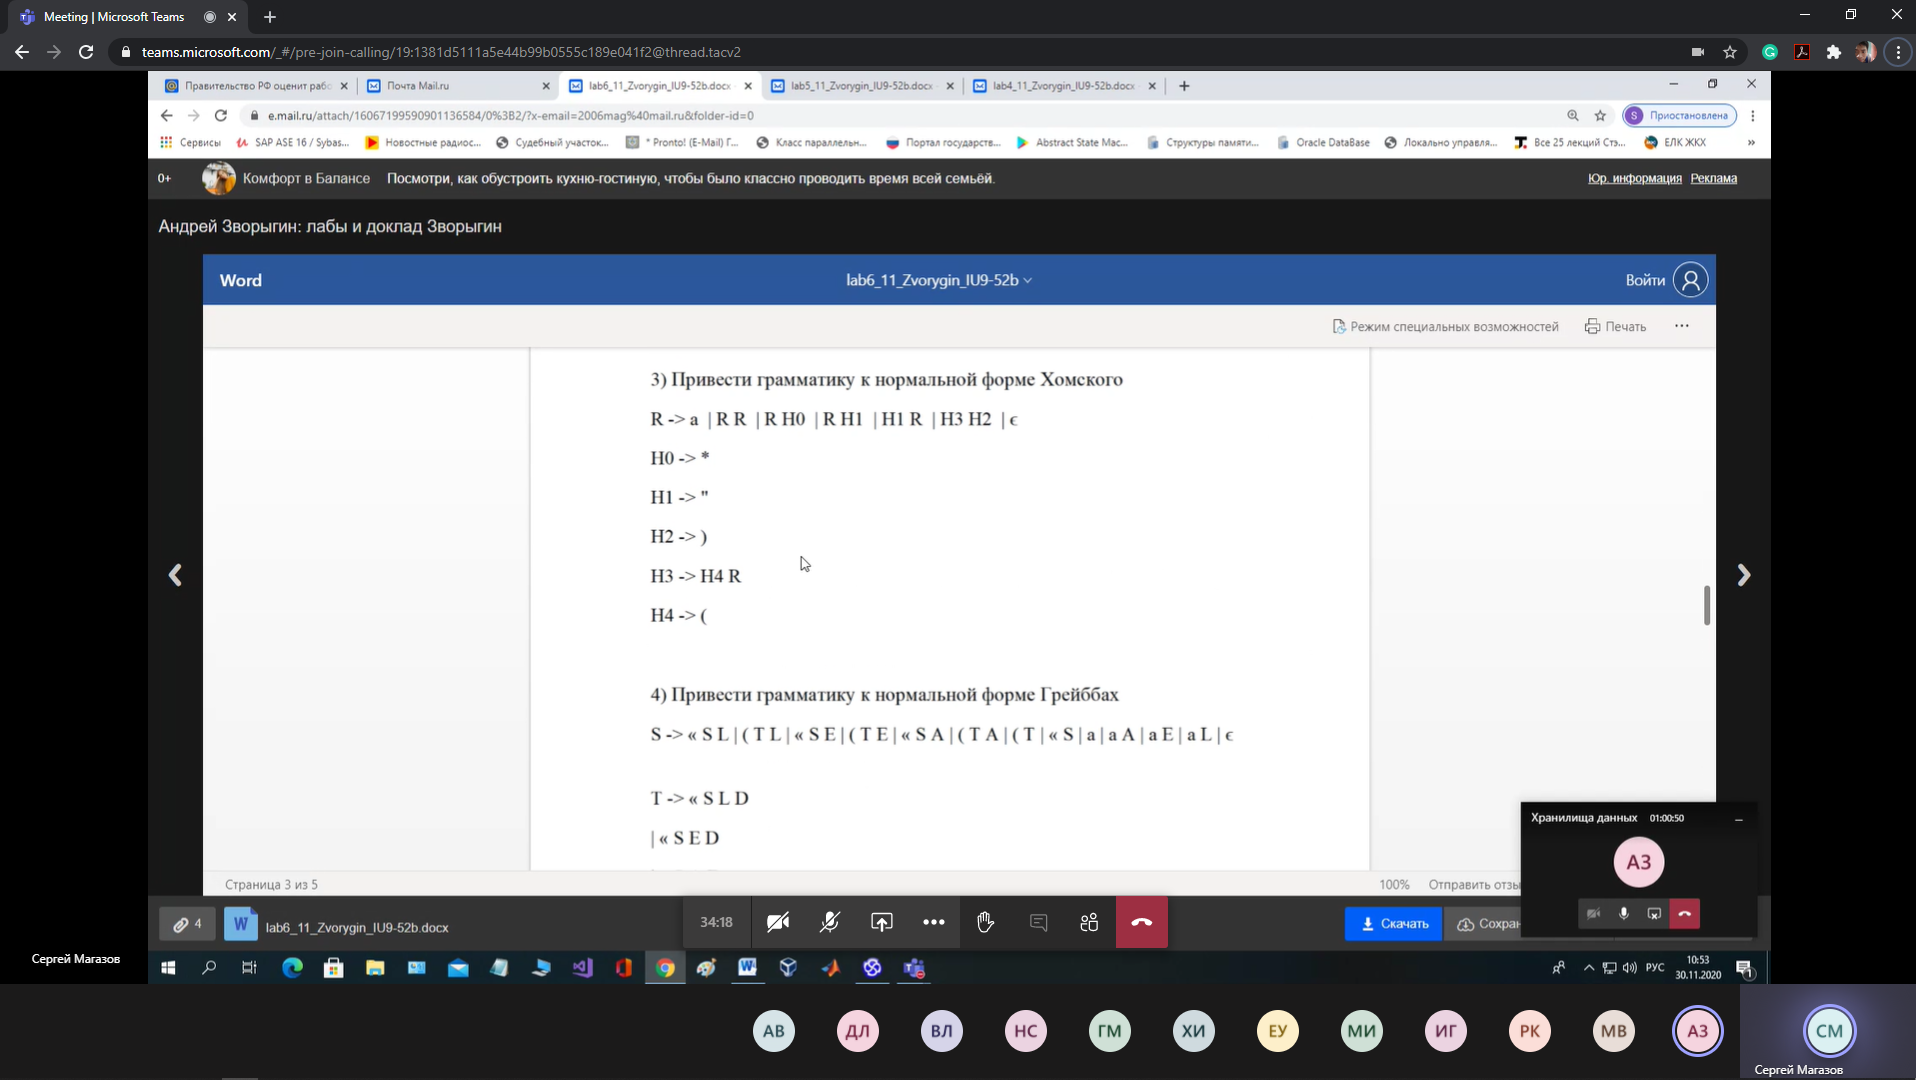 Meeting | Microsoft Teams
teams.microsoft.com/_#/pre-join-calling/19:1381d5111a5e44b99b0555c189e041f2@thread.tacv2
Правительство РФ оценит рабо
Почта Mail.ru
lab6_11_Zvorygin_IU9-52b.docx
lab5_11_Zvorygin_IU9-52b.docx
lab4_11_Zvorygin_IU9-52b.docx
e.mail.ru/attach/16067199590901136584/0%3B2/?x-email=2006mag%40mail.ru&folder-id=0
S Приостановлена
Сервисы
SAP ASE 16 / Sybas...
Новостные радиос...
Судебный участок...
* Pronto! (E-Mail) Г...
Класс параллельн...
Портал государств...
Abstract State Mac...
Структуры памяти...
Oracle DataBase
Локально управля...
Все 25 лекций Стэ...
ЕЛК ЖКХ
»
0+
Комфорт в Балансе
Посмотри, как обустроить кухню-гостиную, чтобы было классно проводить время всей семьёй.
Юр. информация
Реклама
Андрей Зворыгин: лабы и доклад Зворыгин
Word
lab6_11_Zvorygin_IU9-52b
Войти
Режим специальных возможностей
Печать
3) Привести грамматику к нормальной форме Хомского
R -> a | R R | R H0 | R H1 | H1 R | H3 H2 | ϵ
H0 -> *
H1 -> "
H2 -> )
H3 -> H4 R
H4 -> (
4) Привести грамматику к нормальной форме Грейббах
S -> « S L | ( T L | « S E | ( T E | « S A | ( T A | ( T | « S | a | a A | a E | a L | ϵ
T -> « S L D
| « S E D
Страница 3 из 5
100%
Отправить отзы
Хранилища данных
01:00:50
АЗ
4
W
lab6_11_Zvorygin_IU9-52b.docx
34:18
Скачать
Сохран
Сергей Магазов
РУС
10:53
30.11.2020
1
АВ
ДЛ
ВЛ
НС
ГМ
ХИ
ЕУ
МИ
ИГ
РК
МВ
АЗ
СМ
Сергей Магазов